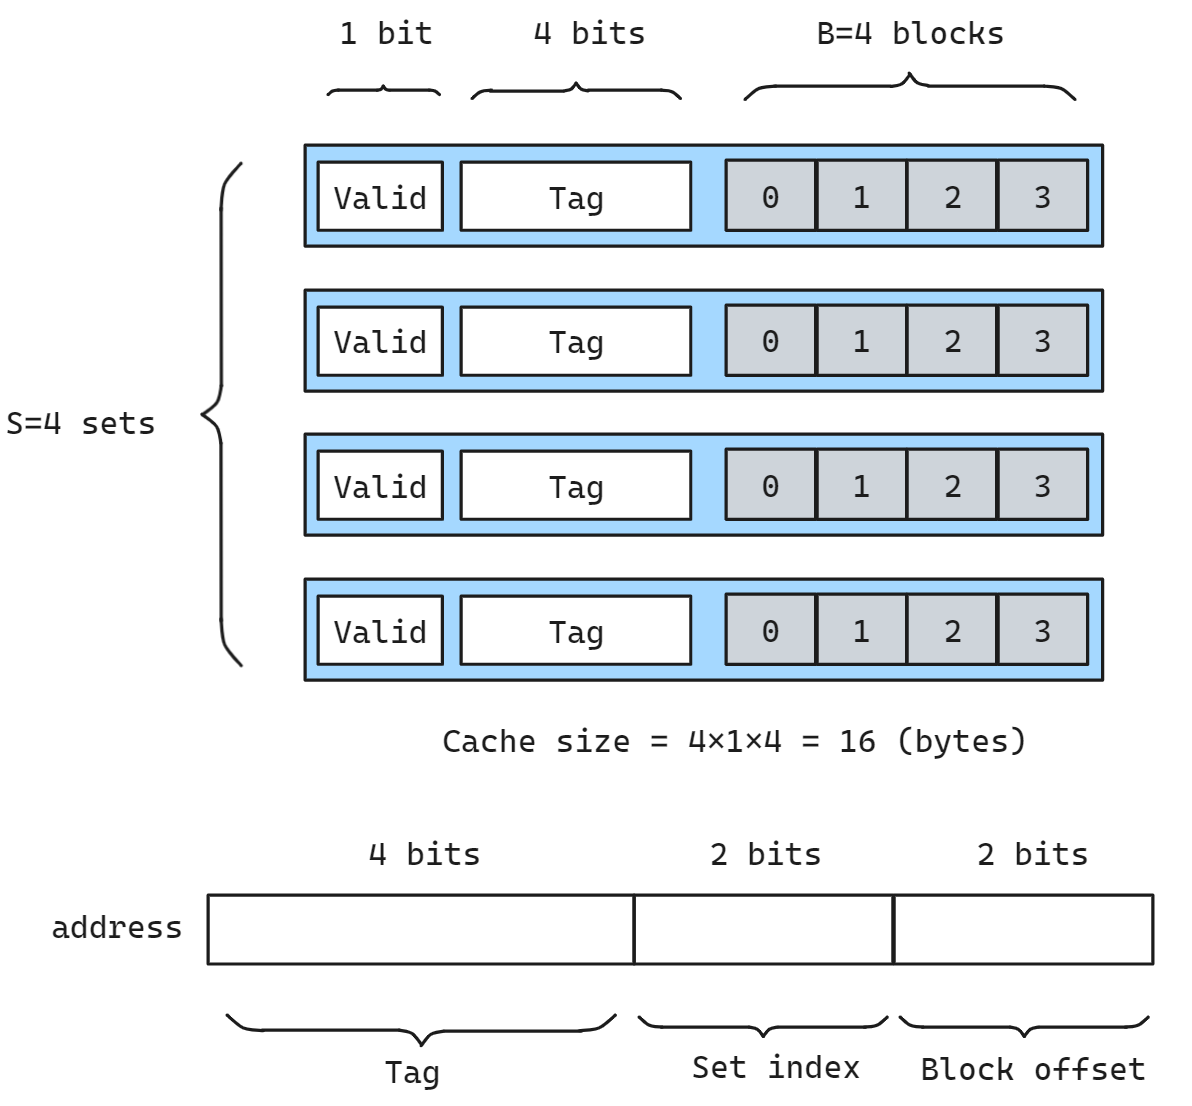 1 bit 4 bits B=4 blocks
Valid Tag 0 1 2 3
Valid Tag 0 1 2 3
S=4 sets
Valid Tag 0 1 2 3
Valid Tag 0 1 2 3
Cache size = 4×1×4 = 16 (bytes)
4 bits 2 bits 2 bits
address
Tag Set index Block offset